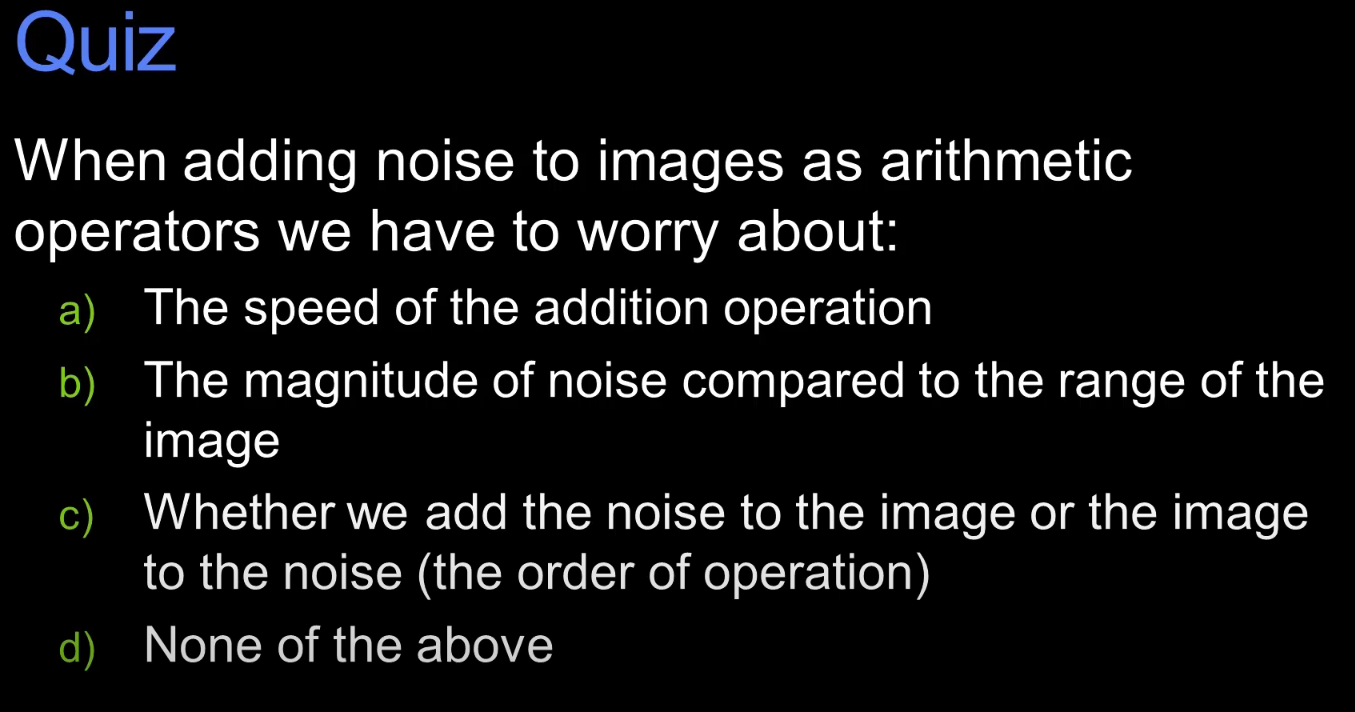 Quiz
When adding noise to images as arithmetic
operators we have to worry about:
a) The speed of the addition operation
b) The magnitude of noise compared to the range of the
image
c) Whether we add the noise to the image or the image
to the noise (the order of operation)
d) None of the above